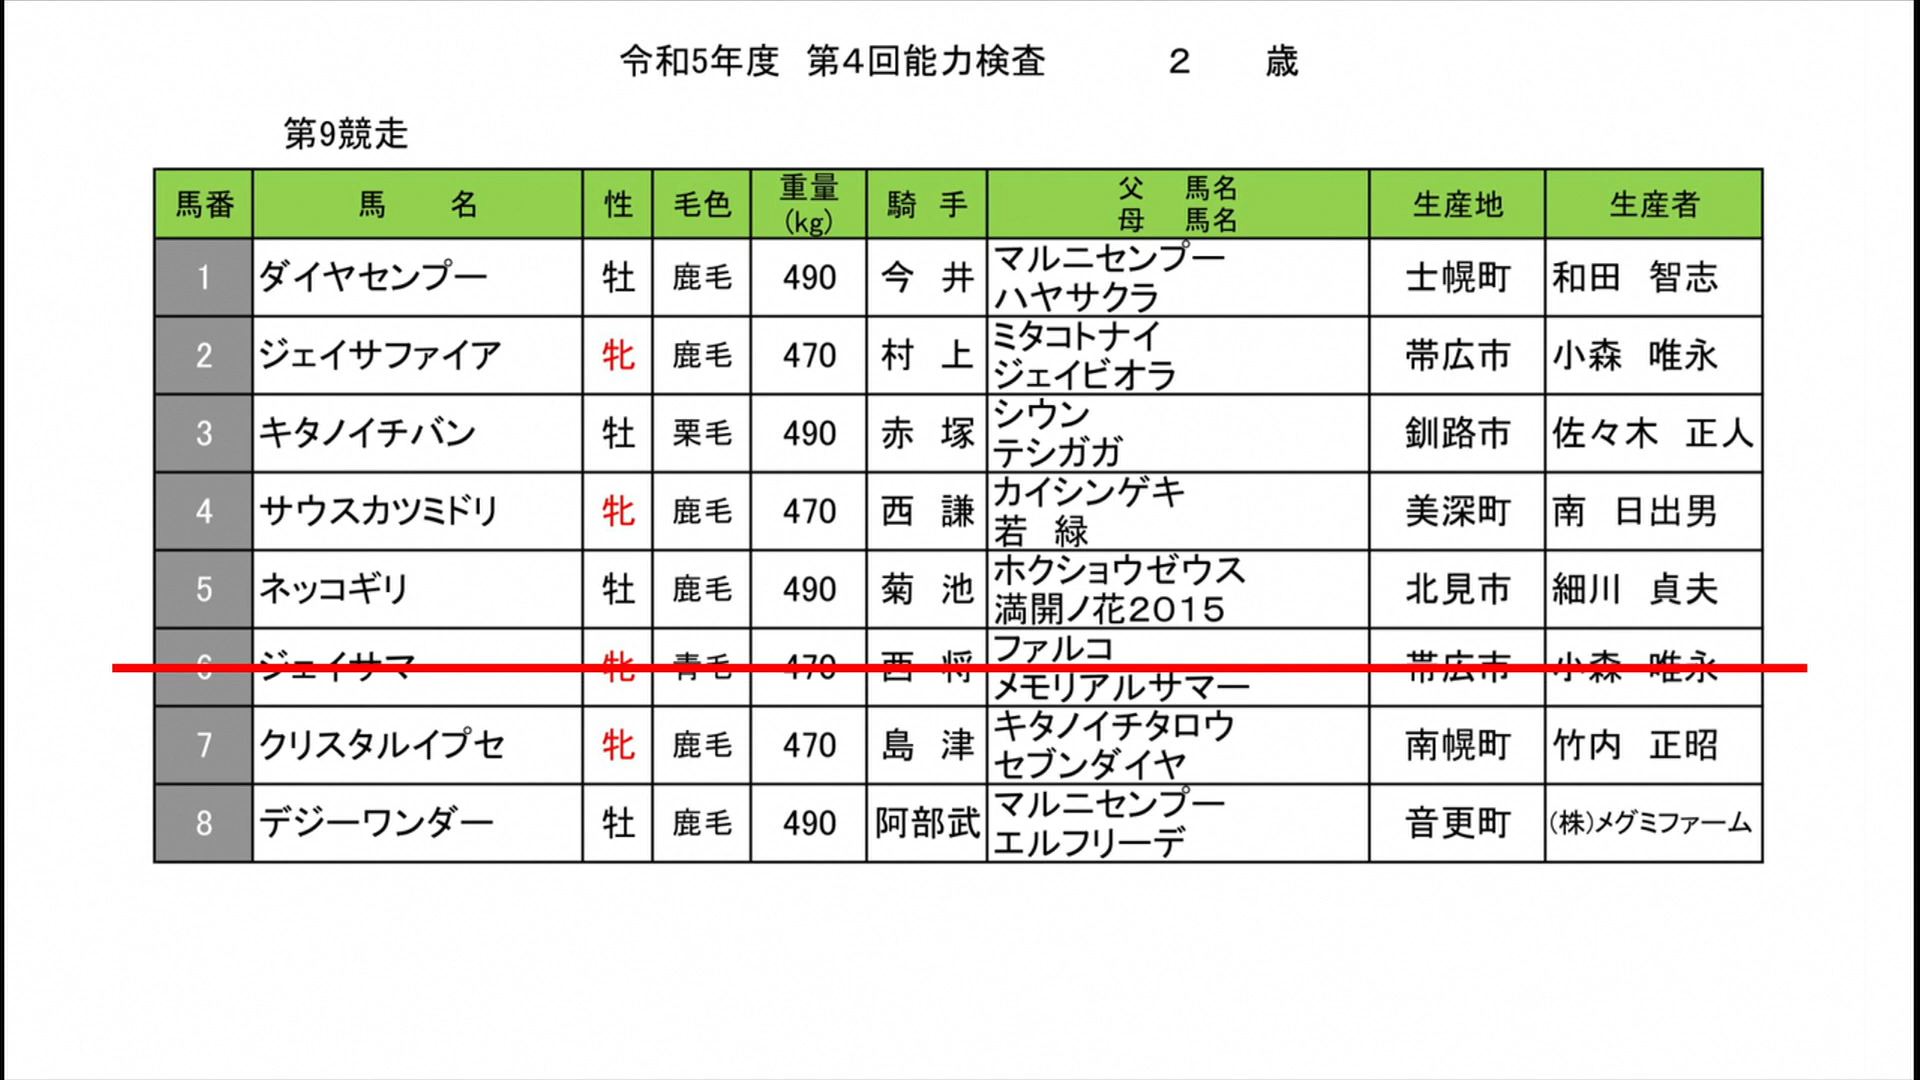 令和5年度 第4回能力検査 2 歳
第9競走
馬番 馬 名 性 毛色 重量(kg) 騎 手 父 馬名 母 馬名 生産地 生産者
1 ダイヤセンプー 牡 鹿毛 490 今 井 マルニセンプー ハヤサクラ 士幌町 和田 智志
2 ジェイサファイア 牝 鹿毛 470 村 上 ミタコトナイ ジェイビオラ 帯広市 小森 唯永
3 キタノイチバン 牡 栗毛 490 赤 塚 シウン テシガガ 釧路市 佐々木 正人
4 サウスカツミドリ 牝 鹿毛 470 西 謙 カイシンゲキ 若 緑 美深町 南 日出男
5 ネッコギリ 牡 鹿毛 490 菊 池 ホクショウゼウス 満開ノ花2015 北見市 細川 貞夫
6 ジェイサマ 牝 青毛 470 西 将 ファルコ メモリアルサマー 帯広市 小森 唯永
7 クリスタルイプセ 牝 鹿毛 470 島 津 キタノイチタロウ セブンダイヤ 南幌町 竹内 正昭
8 デジーワンダー 牡 鹿毛 490 阿部武 マルニセンプー エルフリーデ 音更町 (株)メグミファーム